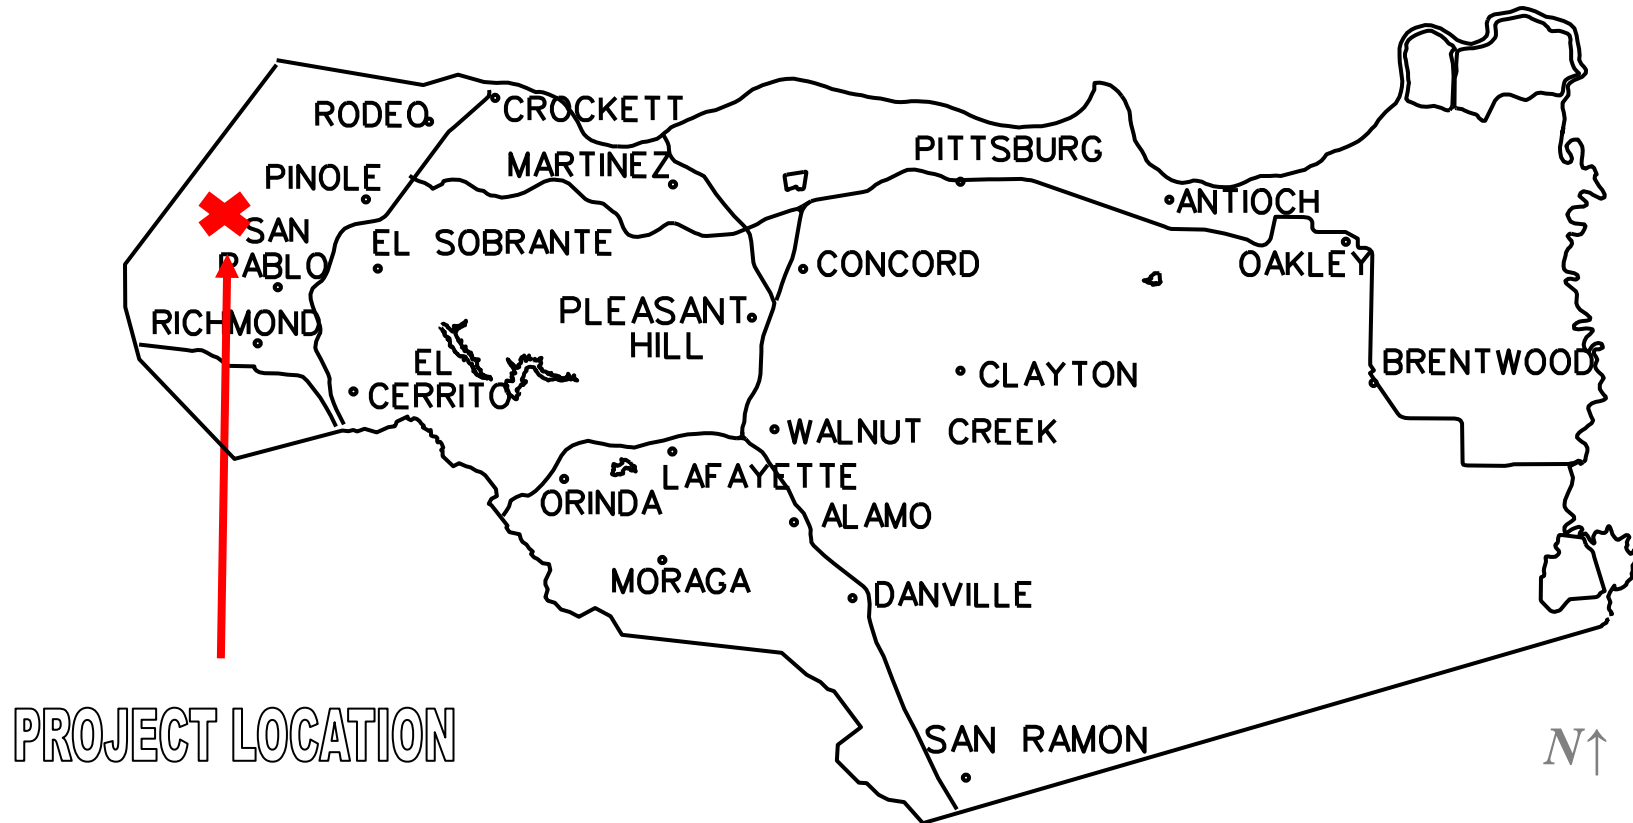 CROCKETT
RODEO
PITTSBURG
MARTINEZ
PINOLE
ANTIOCH
SAN
PABLO
EL SOBRANTE
CONCORD
OAKLEY
PLEASANT
HILL
RICHMOND
EL
CERRITO
CLAYTON
BRENTWOOD
WALNUT CREEK
LAFAYETTE
ORINDA
ALAMO
MORAGA
DANVILLE
SAN RAMON
PROJECT LOCATION
N↑